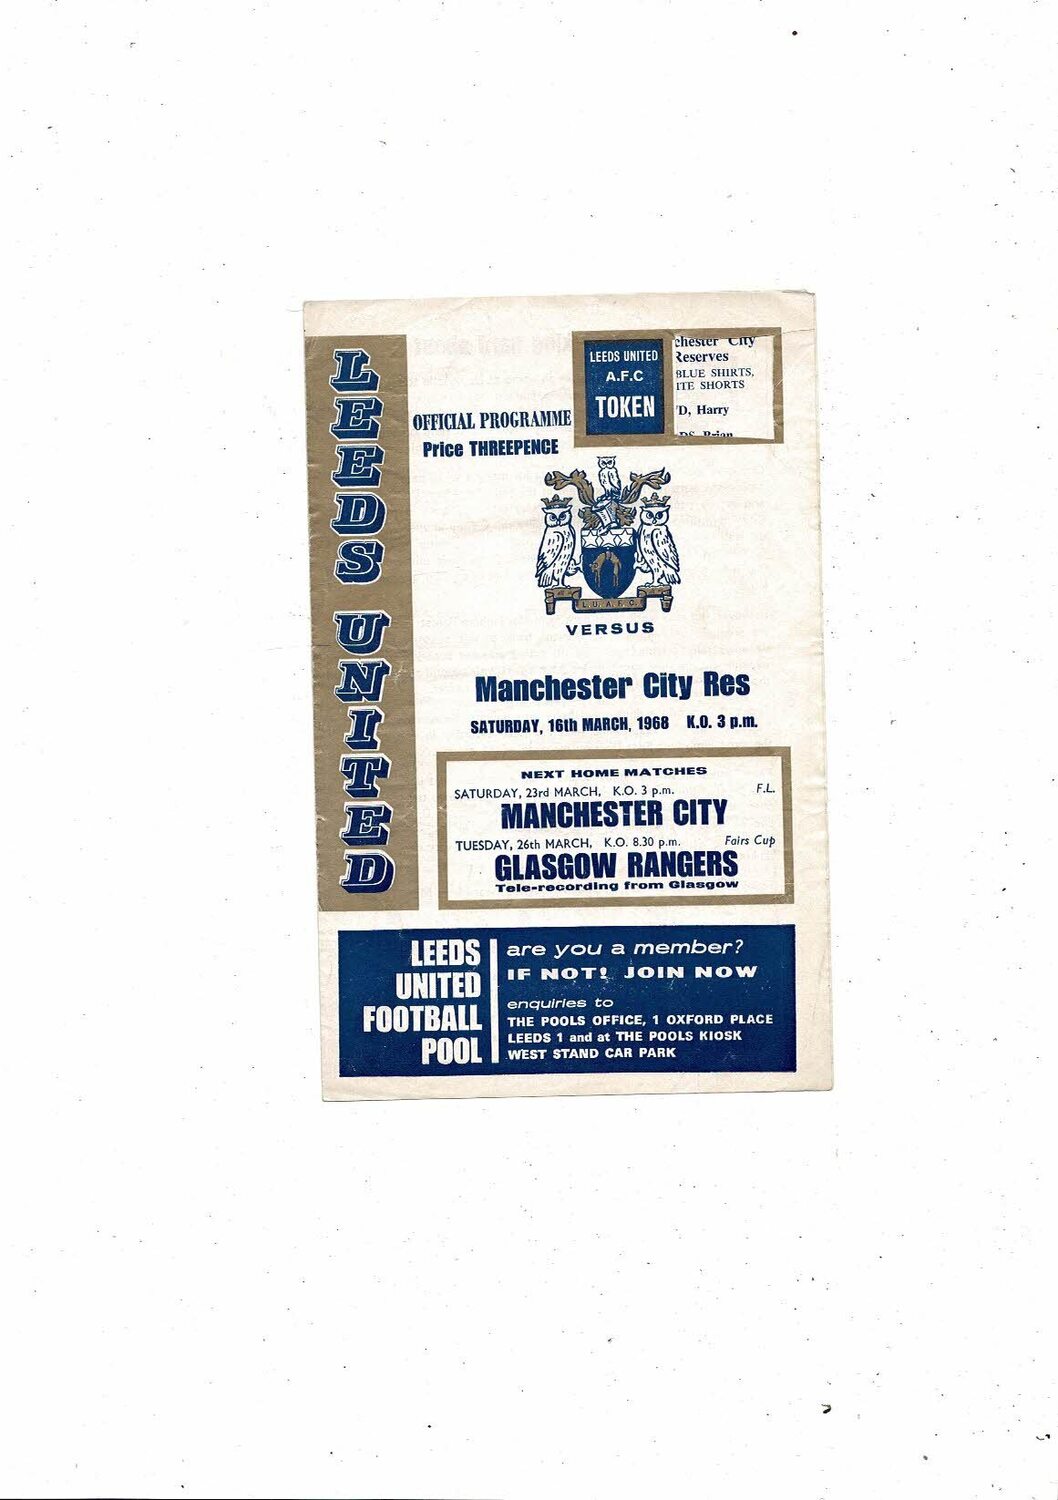 LEEDS UNITED
OFFICIAL PROGRAMME
Price THREEPENCE
LEEDS UNITED
A.F.C
TOKEN
chester City
Reserves
BLUE SHIRTS,
ITE SHORTS
'D, Harry
DS, Brian
L.U.A.F.C.
VERSUS
Manchester City Res
SATURDAY, 16th MARCH, 1968 K.O. 3 p.m.
NEXT HOME MATCHES
SATURDAY, 23rd MARCH, K.O. 3 p.m. F.L.
MANCHESTER CITY
TUESDAY, 26th MARCH, K.O. 8.30 p.m. Fairs Cup
GLASGOW RANGERS
Tele-recording from Glasgow
LEEDS
UNITED
FOOTBALL
POOL
are you a member?
IF NOT! JOIN NOW
enquiries to
THE POOLS OFFICE, 1 OXFORD PLACE
LEEDS 1 and at THE POOLS KIOSK
WEST STAND CAR PARK